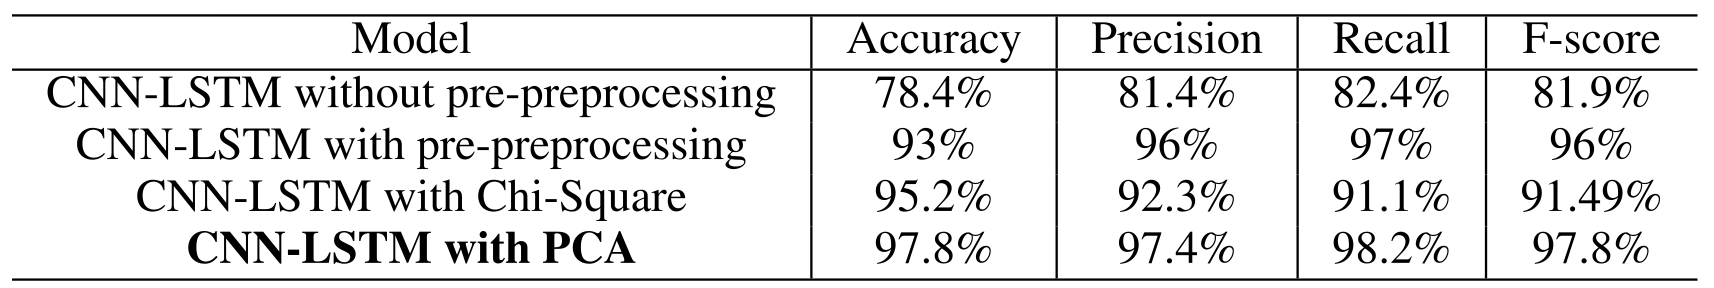 Model Accuracy Precision Recall F-score
CNN-LSTM without pre-preprocessing 78.4% 81.4% 82.4% 81.9%
CNN-LSTM with pre-preprocessing 93% 96% 97% 96%
CNN-LSTM with Chi-Square 95.2% 92.3% 91.1% 91.49%
CNN-LSTM with PCA 97.8% 97.4% 98.2% 97.8%